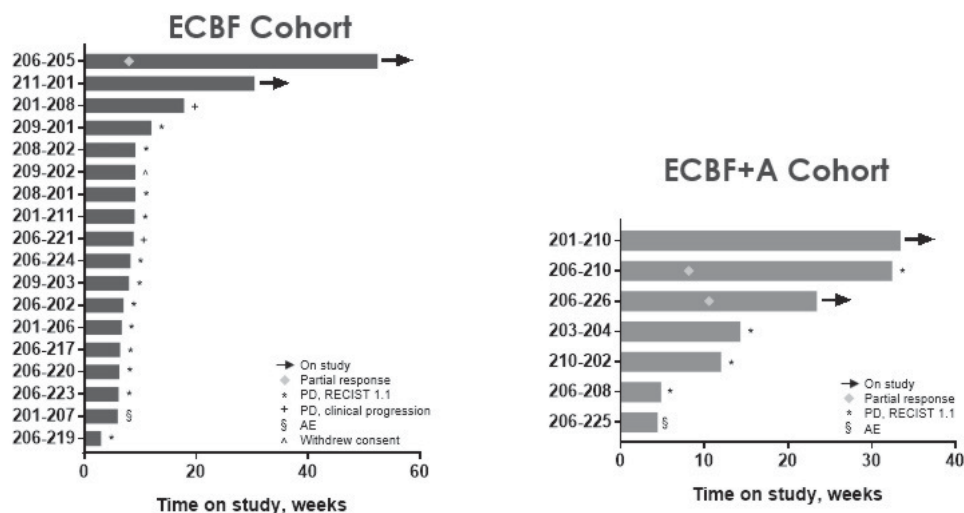 ECBF Cohort
206-205
211-201
201-208
+
209-201
*
208-202
*
209-202
^
208-201
*
201-211
*
206-221
+
206-224
*
209-203
*
206-202
*
201-206
*
206-217
*
206-220
*
206-223
*
201-207
§
206-219
*
On study
Partial response
* PD, RECIST 1.1
+ PD, clinical progression
§ AE
^ Withdrew consent
0 20 40 60
Time on study, weeks
ECBF+A Cohort
201-210
206-210
*
206-226
203-204
*
210-202
*
206-208
*
206-225
§
On study
Partial response
* PD, RECIST 1.1
§ AE
0 10 20 30 40
Time on study, weeks